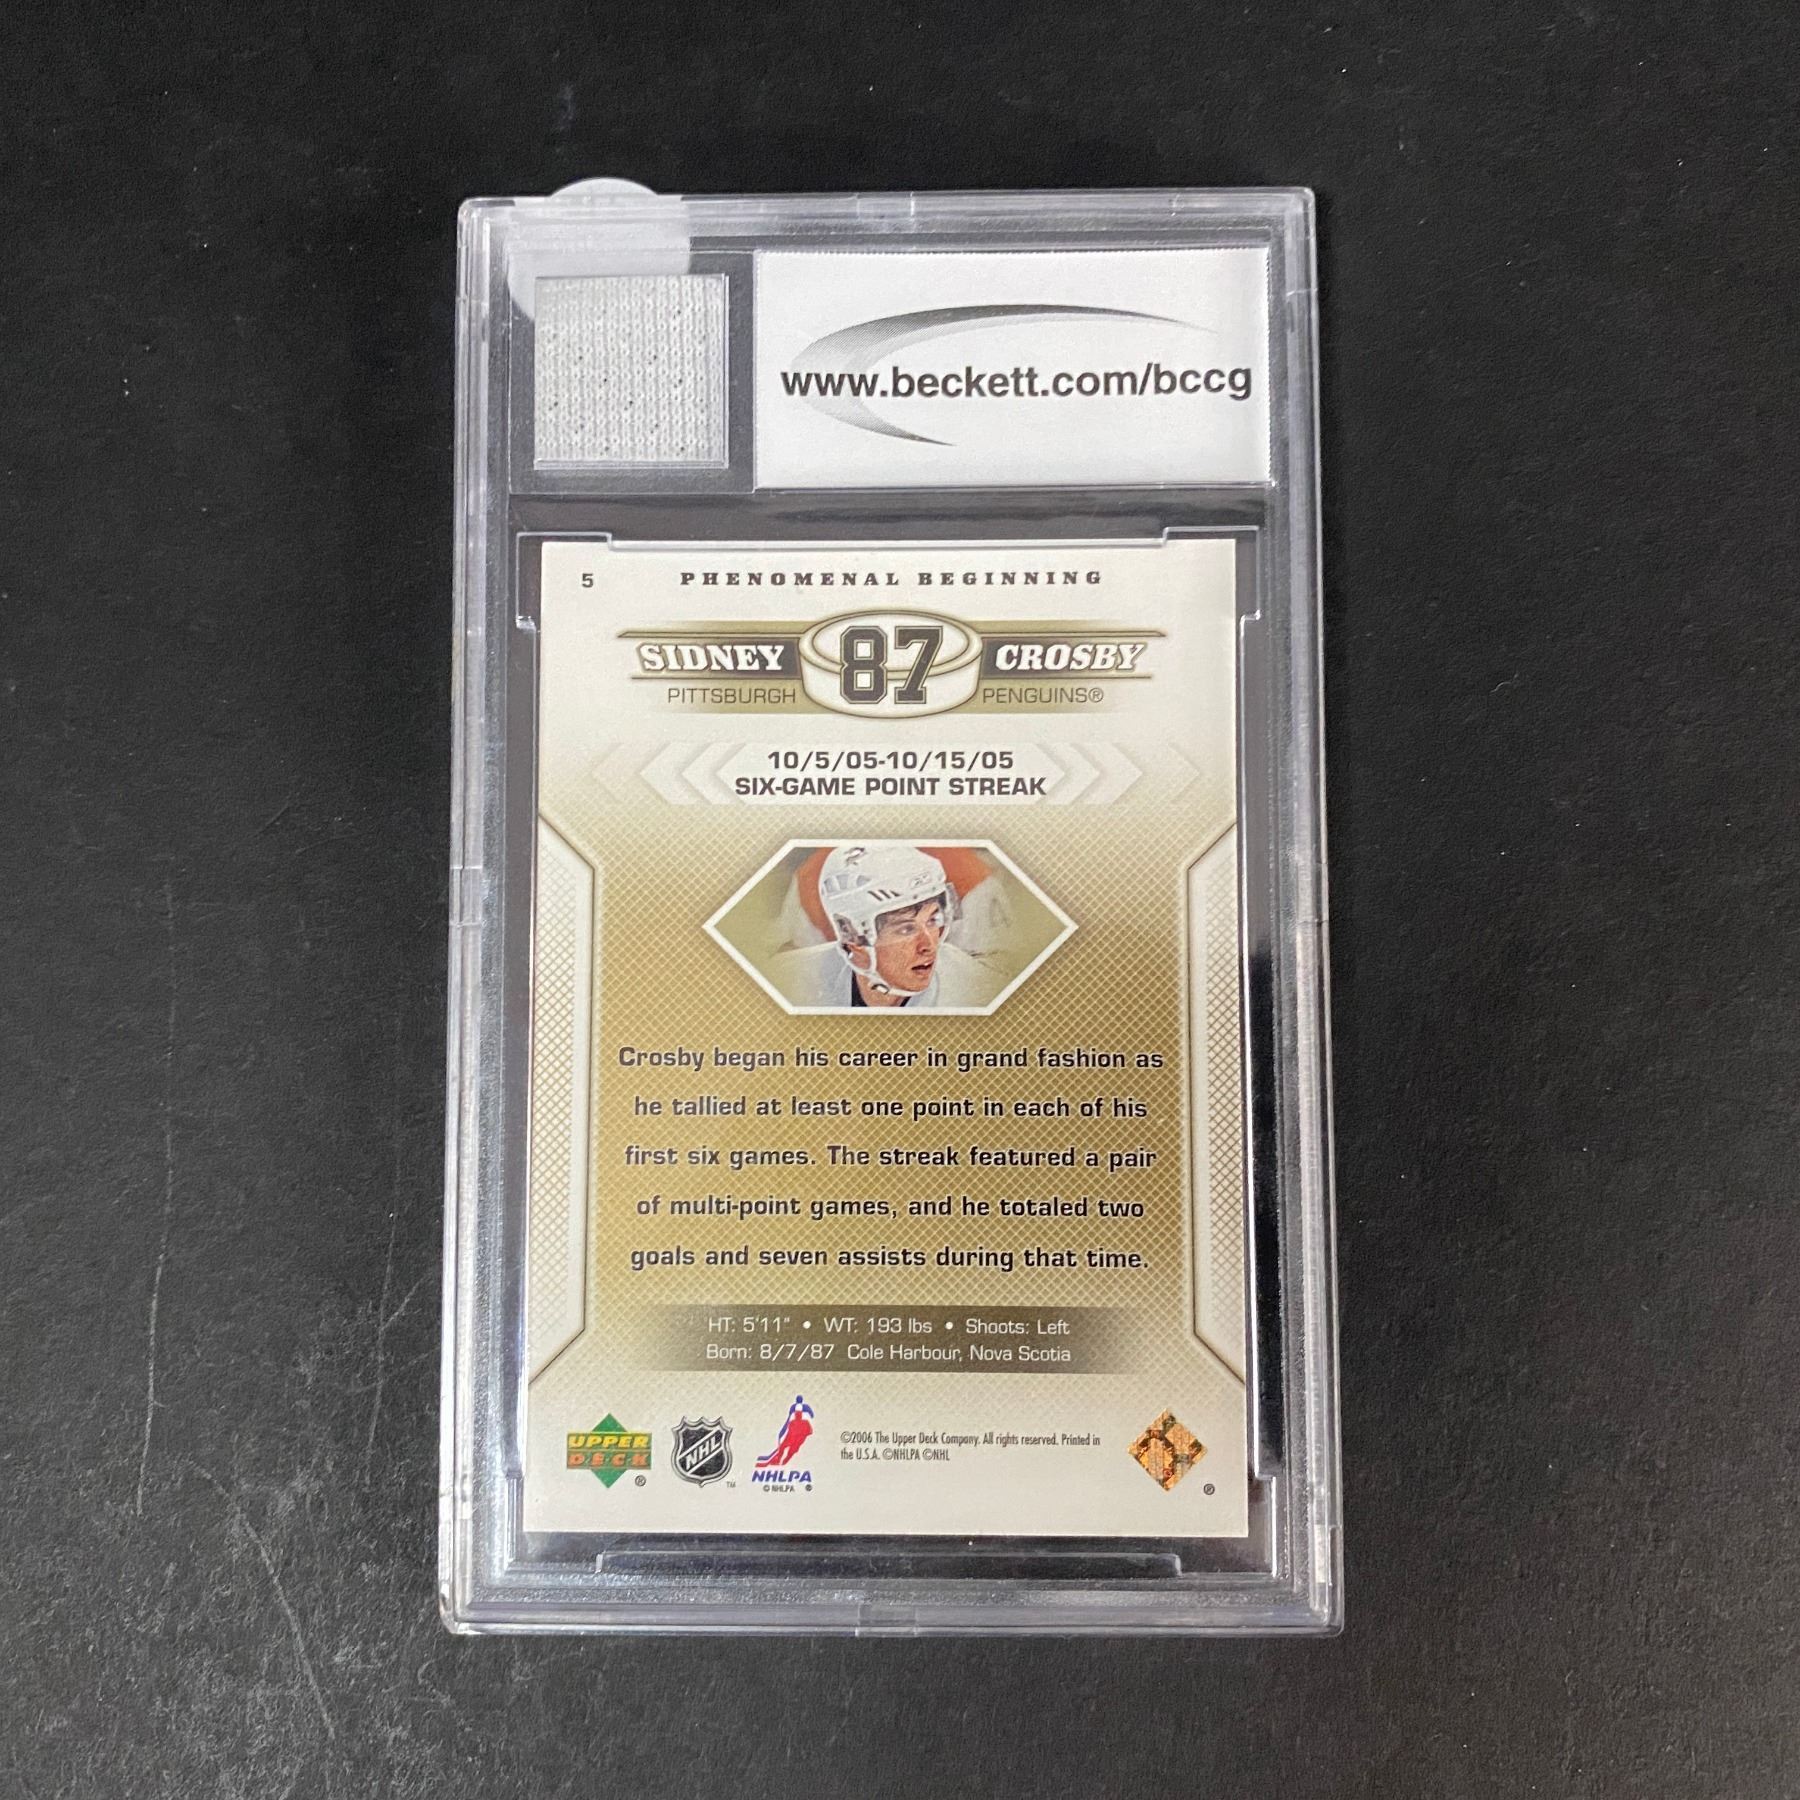 www.beckett.com/bccg
5 PHENOMENAL BEGINNING
SIDNEY 87 CROSBY
PITTSBURGH PENGUINS®
10/5/05-10/15/05
SIX-GAME POINT STREAK
Crosby began his career in grand fashion as
he tallied at least one point in each of his
first six games. The streak featured a pair
of multi-point games, and he totaled two
goals and seven assists during that time.
HT: 5'11" • WT: 193 lbs • Shoots: Left
Born: 8/7/87 Cole Harbour, Nova Scotia
UPPER
DECK ®
NHL ™
NHLPA
© NHLPA ®
©2006 The Upper Deck Company. All rights reserved. Printed in
the U.S.A. ©NHLPA ©NHL
®